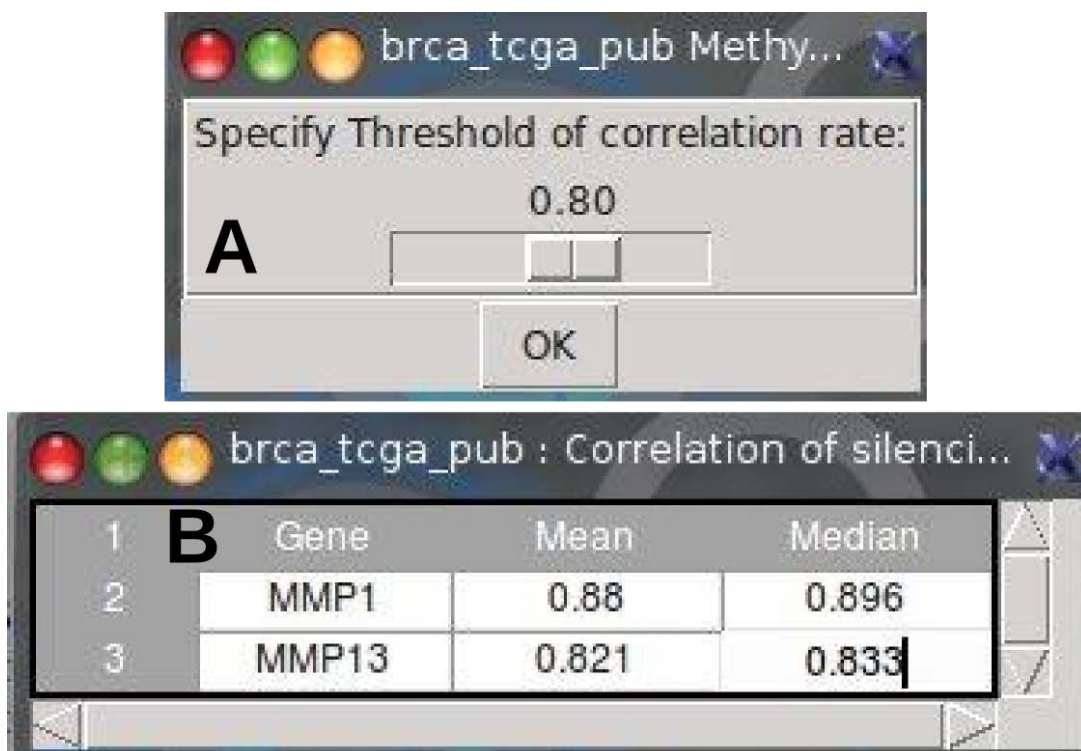 brca_tcga_pub Methy...
Specify Threshold of correlation rate:
0.80
A
OK
brca_tcga_pub : Correlation of silenci...
B
1 Gene Mean Median
2 MMP1 0.88 0.896
3 MMP13 0.821 0.833